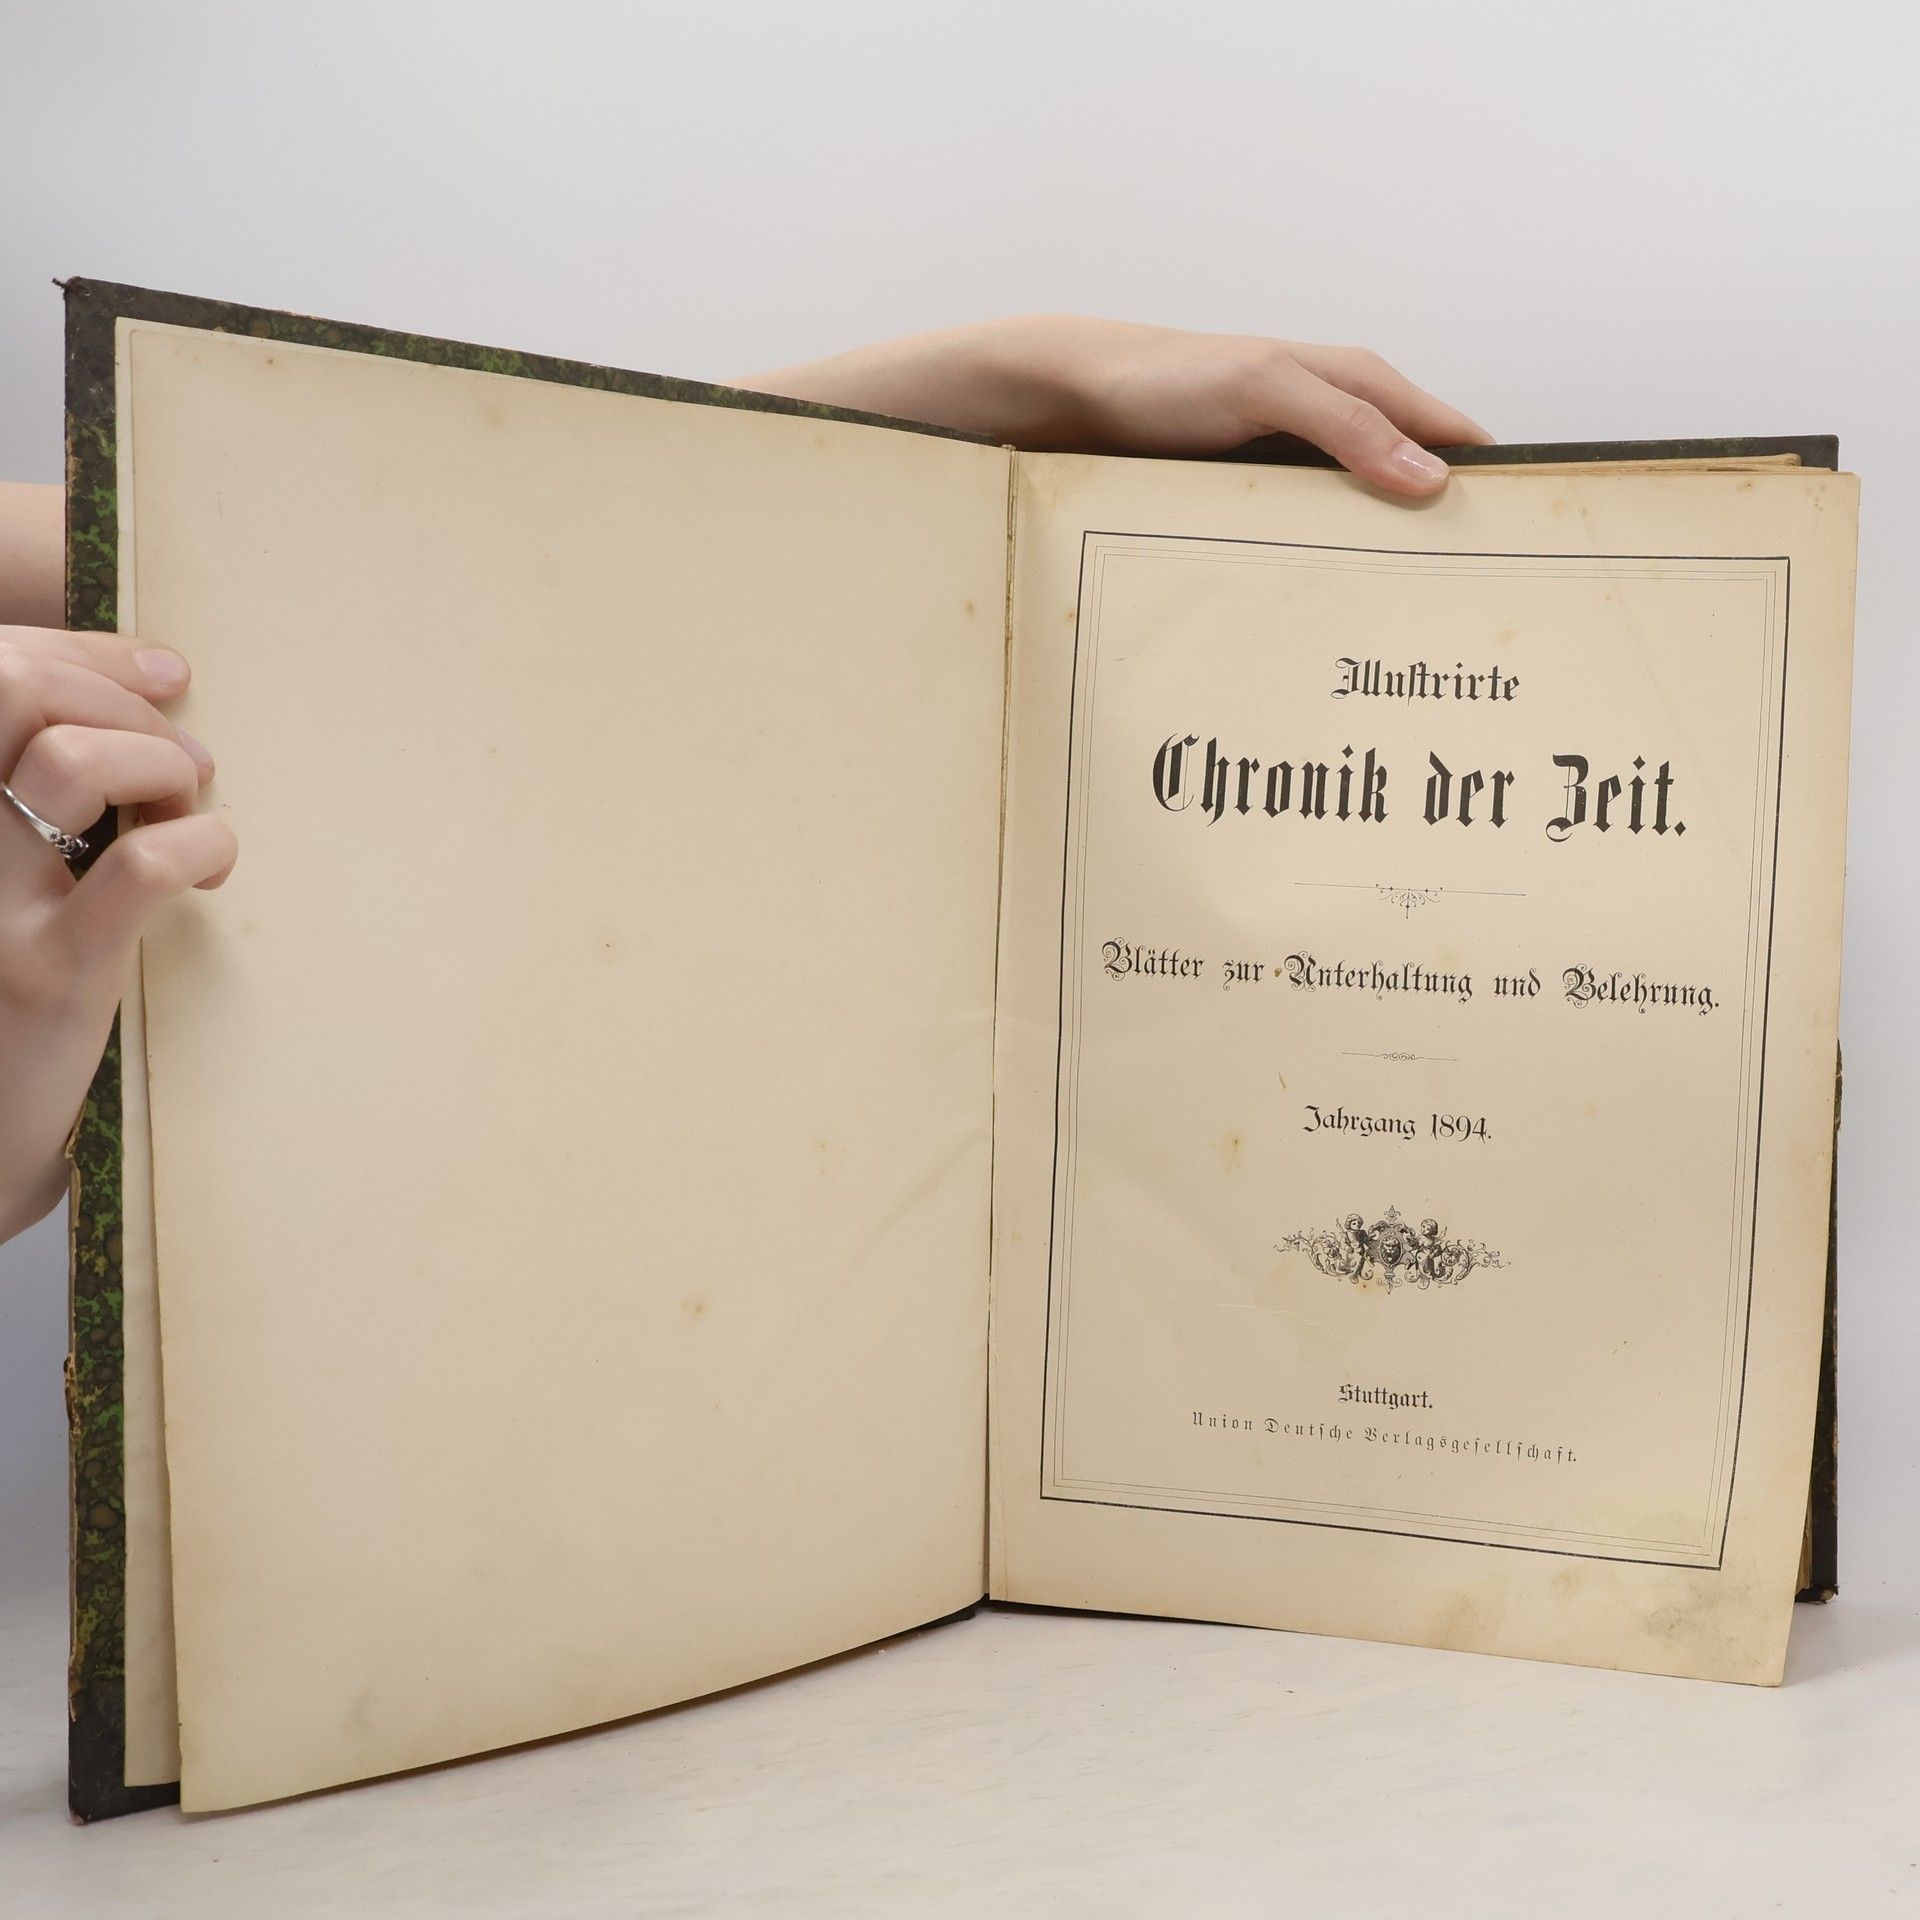 Illustrirte
Chronik der Zeit.
Blätter zur Unterhaltung und Belehrung.
Jahrgang 1894.
Stuttgart.
Union Deutsche Verlagsgesellschaft.